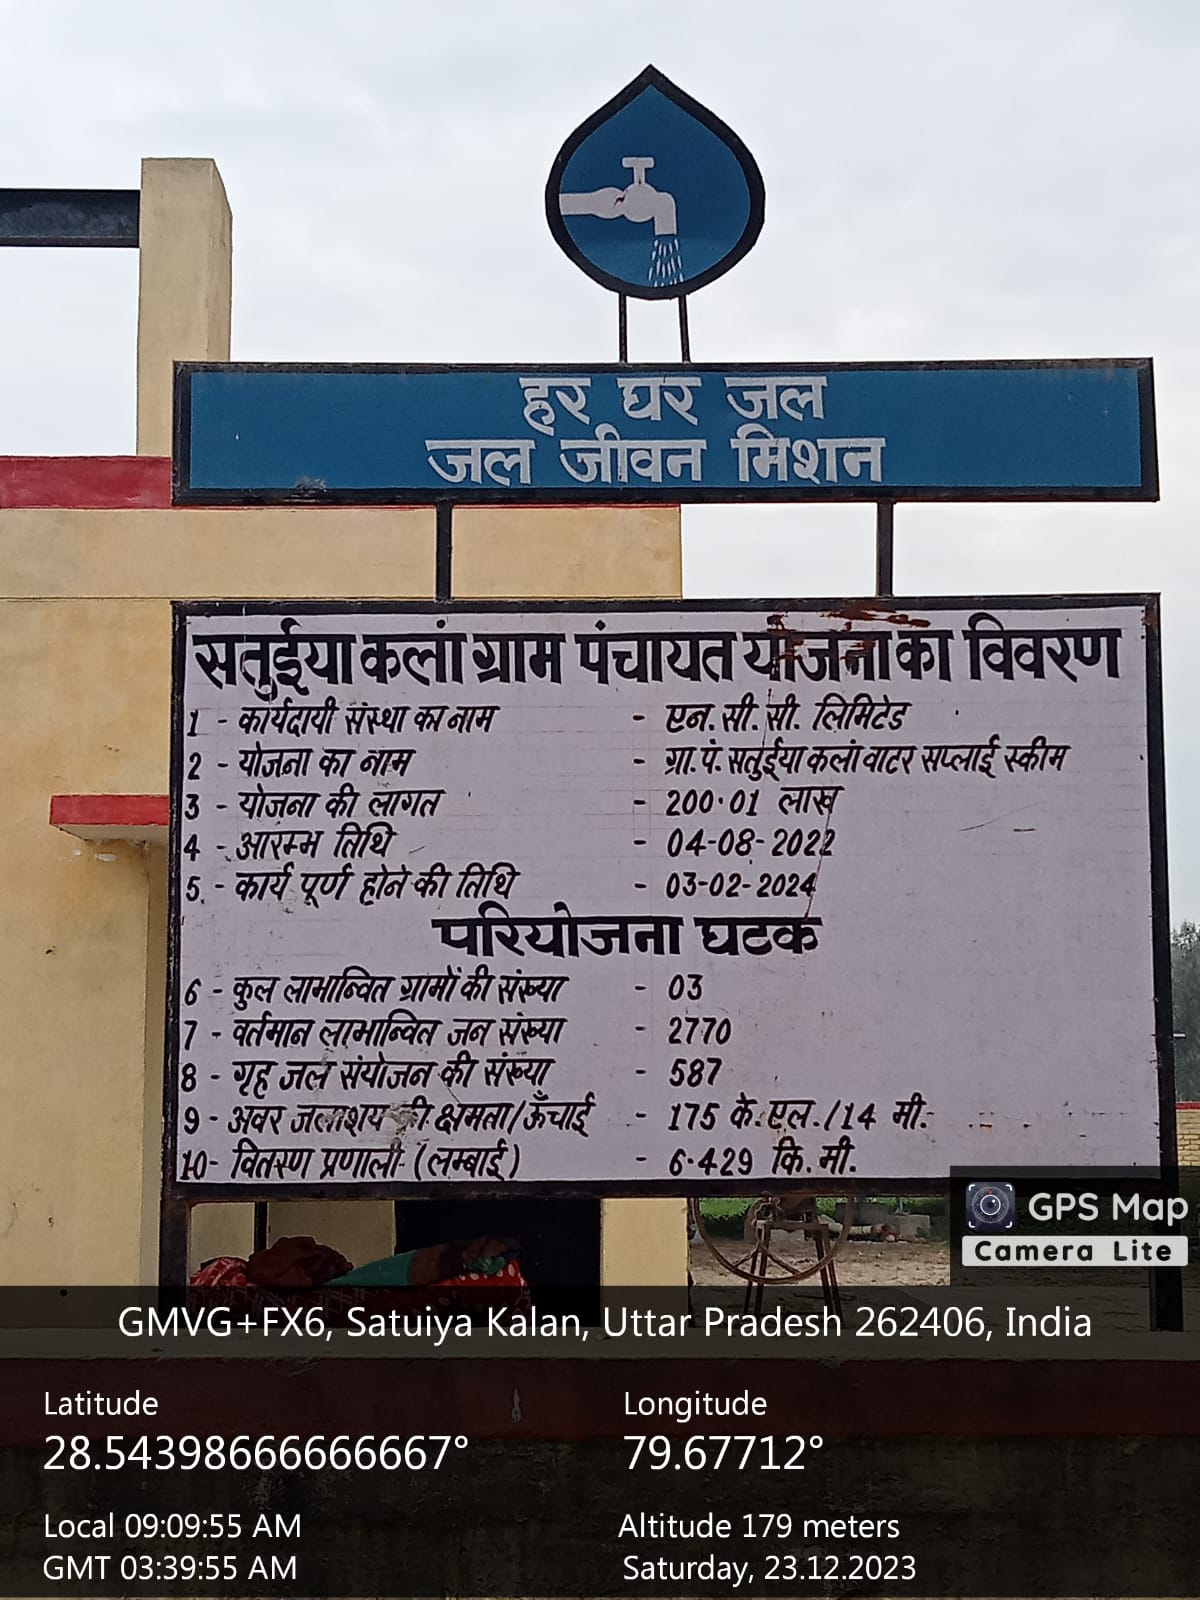 हर घर जल
जल जीवन मिशन
सतुईया कलां ग्राम पंचायत योजना का विवरण
1 - कार्यदायी संस्था का नाम - एन. सी. सी. लिमिटेड
2 - योजना का नाम - ग्रा. पं. सतुईया कलां वाटर सप्लाई स्कीम
3 - योजना की लागत - 200.01 लाख
4 - आरम्भ तिथि - 04-08-2022
5. - कार्य पूर्ण होने की तिथि - 03-02-2024
परियोजना घटक
6 - कुल लाभान्वित ग्रामों की संख्या - 03
7 - वर्तमान लाभान्वित जन संख्या - 2770
8 - गृह जल संयोजन की संख्या - 587
9 - अवर जलाशय की क्षमता/ऊँचाई - 175 के. एल. /14 मी.
10- वितरण प्रणाली (लम्बाई) - 6.429 कि. मी.
GPS Map
Camera Lite
GMVG+FX6, Satuiya Kalan, Uttar Pradesh 262406, India
Latitude Longitude
28.54398666666667° 79.67712°
Local 09:09:55 AM Altitude 179 meters
GMT 03:39:55 AM Saturday, 23.12.2023